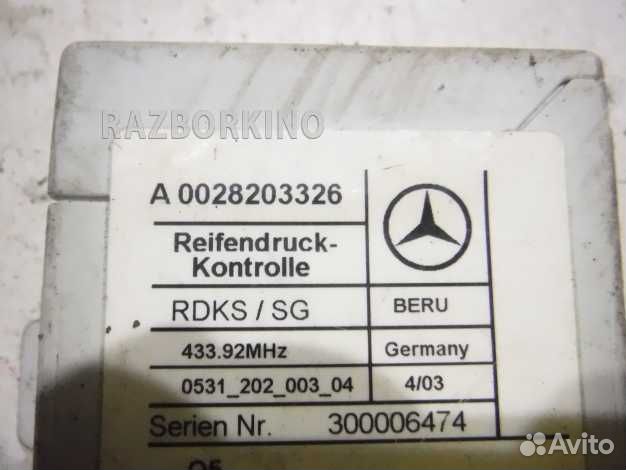 RAZBORKINO
A 0028203326
Reifendruck-
Kontrolle
RDKS / SG
BERU
433.92MHz
Germany
0531_202_003_04
4/03
Serien Nr. 300006474
Avito